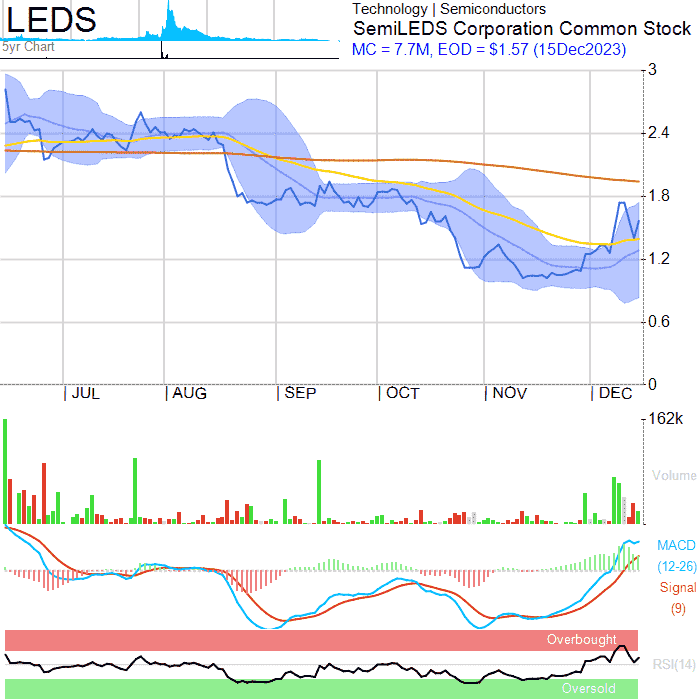 LEDS
Technology | Semiconductors
SemiLEDS Corporation Common Stock
MC = 7.7M, EOD = $1.57 (15Dec2023)
5yr Chart
3
2.4
1.8
1.2
0.6
0
JUL AUG SEP OCT NOV DEC
162k
Volume
MACD
(12-26)
Signal
(9)
Overbought
RSI(14)
Oversold